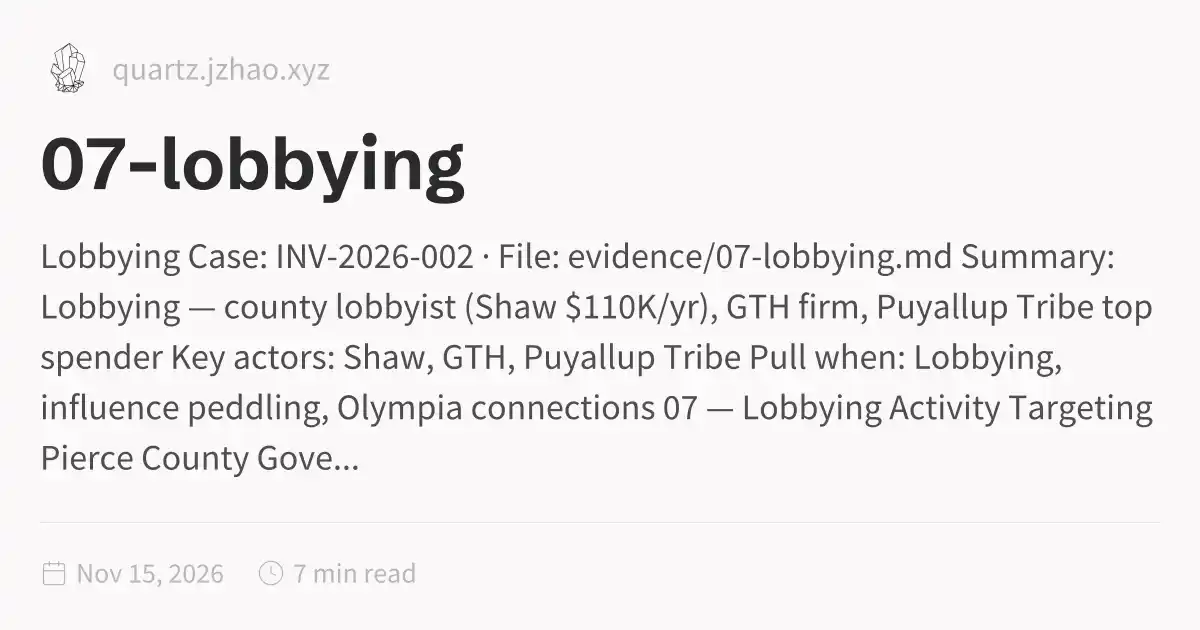 quartz.jzhao.xyz
07-lobbying
Lobbying Case: INV-2026-002 · File: evidence/07-lobbying.md Summary:
Lobbying — county lobbyist (Shaw $110K/yr), GTH firm, Puyallup Tribe top
spender Key actors: Shaw, GTH, Puyallup Tribe Pull when: Lobbying,
influence peddling, Olympia connections 07 — Lobbying Activity Targeting
Pierce County Gove...
Nov 15, 2026 7 min read